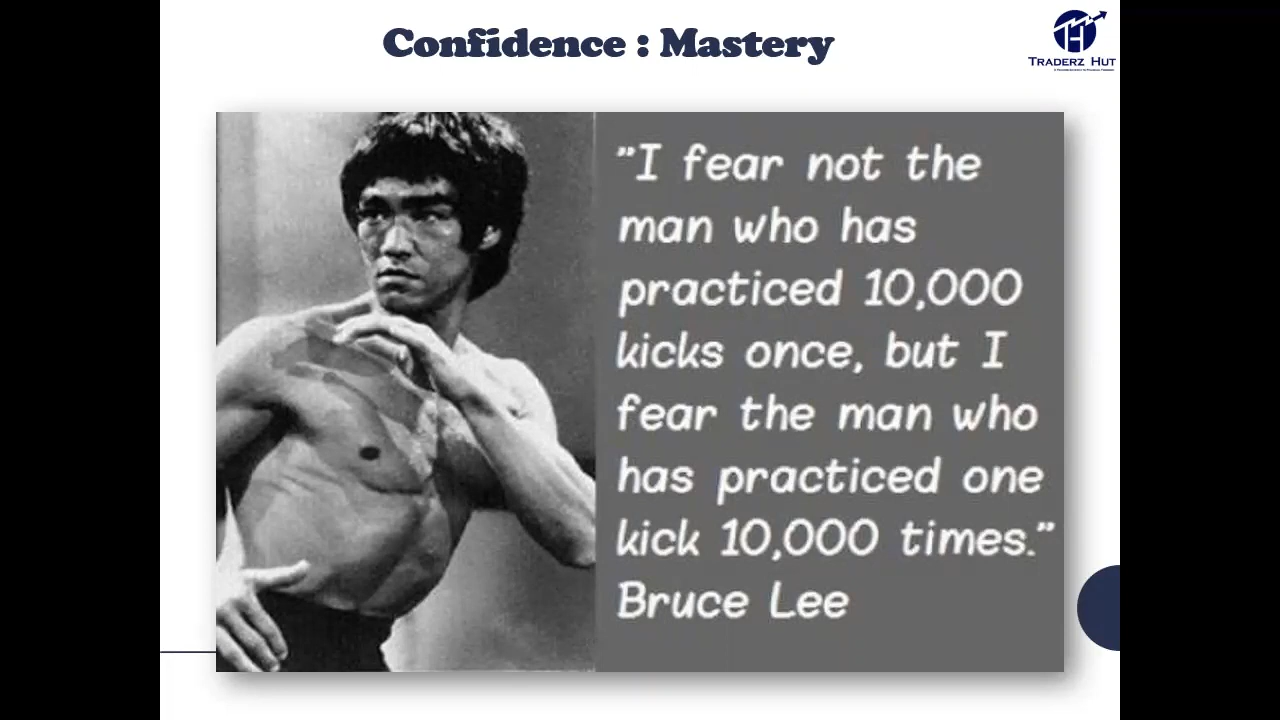 Confidence : Mastery
TRADERZ HUT
"I fear not the
man who has
practiced 10,000
kicks once, but I
fear the man who
has practiced one
kick 10,000 times."
Bruce Lee